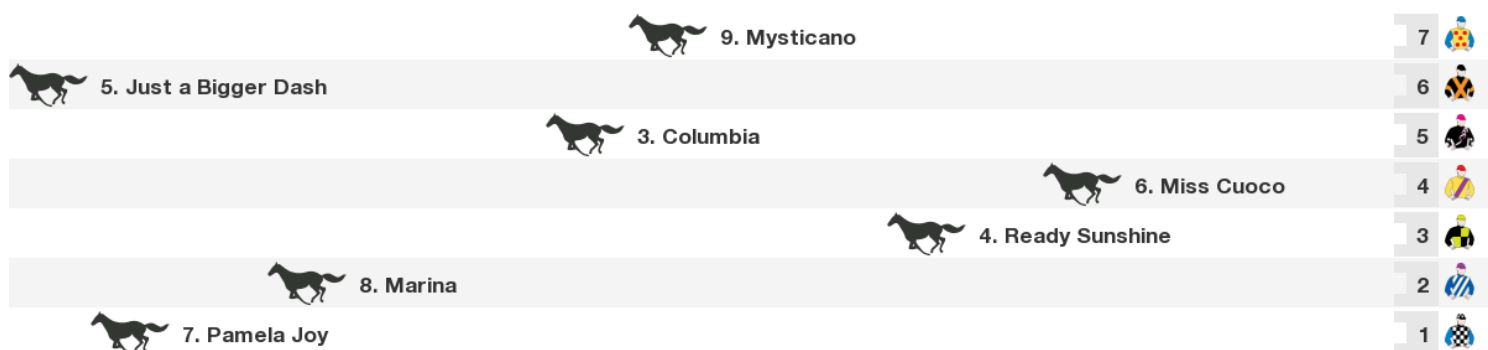 9. Mysticano 7
5. Just a Bigger Dash 6
3. Columbia 5
6. Miss Cuoco 4
4. Ready Sunshine 3
8. Marina 2
7. Pamela Joy 1